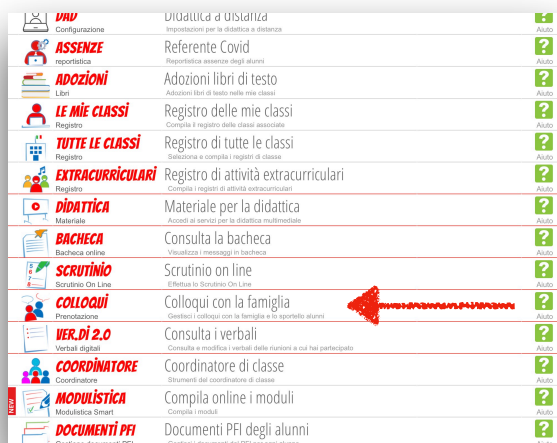 DAD
Didattica a distanza
Configurazione
Impostazioni per la didattica a distanza
Aiuto
ASSENZE
Referente Covid
?
reportistica
Reportistica assenze degli alunni
Aiuto
ADOZIONI
Adozioni libri di testo
?
Libri
Adozioni libri di testo nelle mie classi
Aiuto
LE MIE CLASSI
Registro delle mie classi
?
Registro
Compila il registro delle classi associate
Aiuto
TUTTE LE CLASSI
Registro di tutte le classi
?
Registro
Seleziona e compila i registri di classe
Aiuto
EXTRACURRICULARI
Registro di attività extracurriculari
?
Registro
Compila i registri di attività extracurriculari
Aiuto
DIDATTICA
Materiale per la didattica
?
Materiale
Accedi ai servizi per la didattica multimediale
Aiuto
BACHECA
Consulta la bacheca
?
Bacheca online
Visualizza i messaggi in bacheca
Aiuto
SCRUTINIO
Scrutinio on line
?
Scrutinio On Line
Effettua lo Scrutinio On Line
Aiuto
COLLOQUI
Colloqui con la famiglia
?
Prenotazione
Gestisci i colloqui con la famiglia e lo sportello alunni
Aiuto
VER.DI 2.0
Consulta i verbali
?
Verbali digitali
Consulta e modifica i verbali delle riunioni a cui hai partecipato
Aiuto
COORDINATORE
Coordinatore di classe
?
Coordinatore
Strumenti del coordinatore di classe
Aiuto
NEW
MODULISTICA
Compila online i moduli
?
Modulistica Smart
Compila i moduli
Aiuto
DOCUMENTI PFI
Documenti PFI degli alunni
?